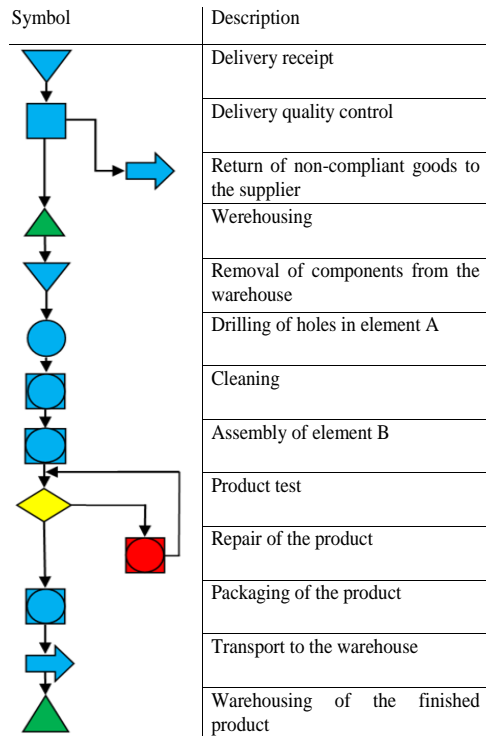 Symbol Description
Delivery receipt
Delivery quality control
Return of non-compliant goods to
the supplier
Werehousing
Removal of components from the
warehouse
Drilling of holes in element A
Cleaning
Assembly of element B
Product test
Repair of the product
Packaging of the product
Transport to the warehouse
Warehousing of the finished
product